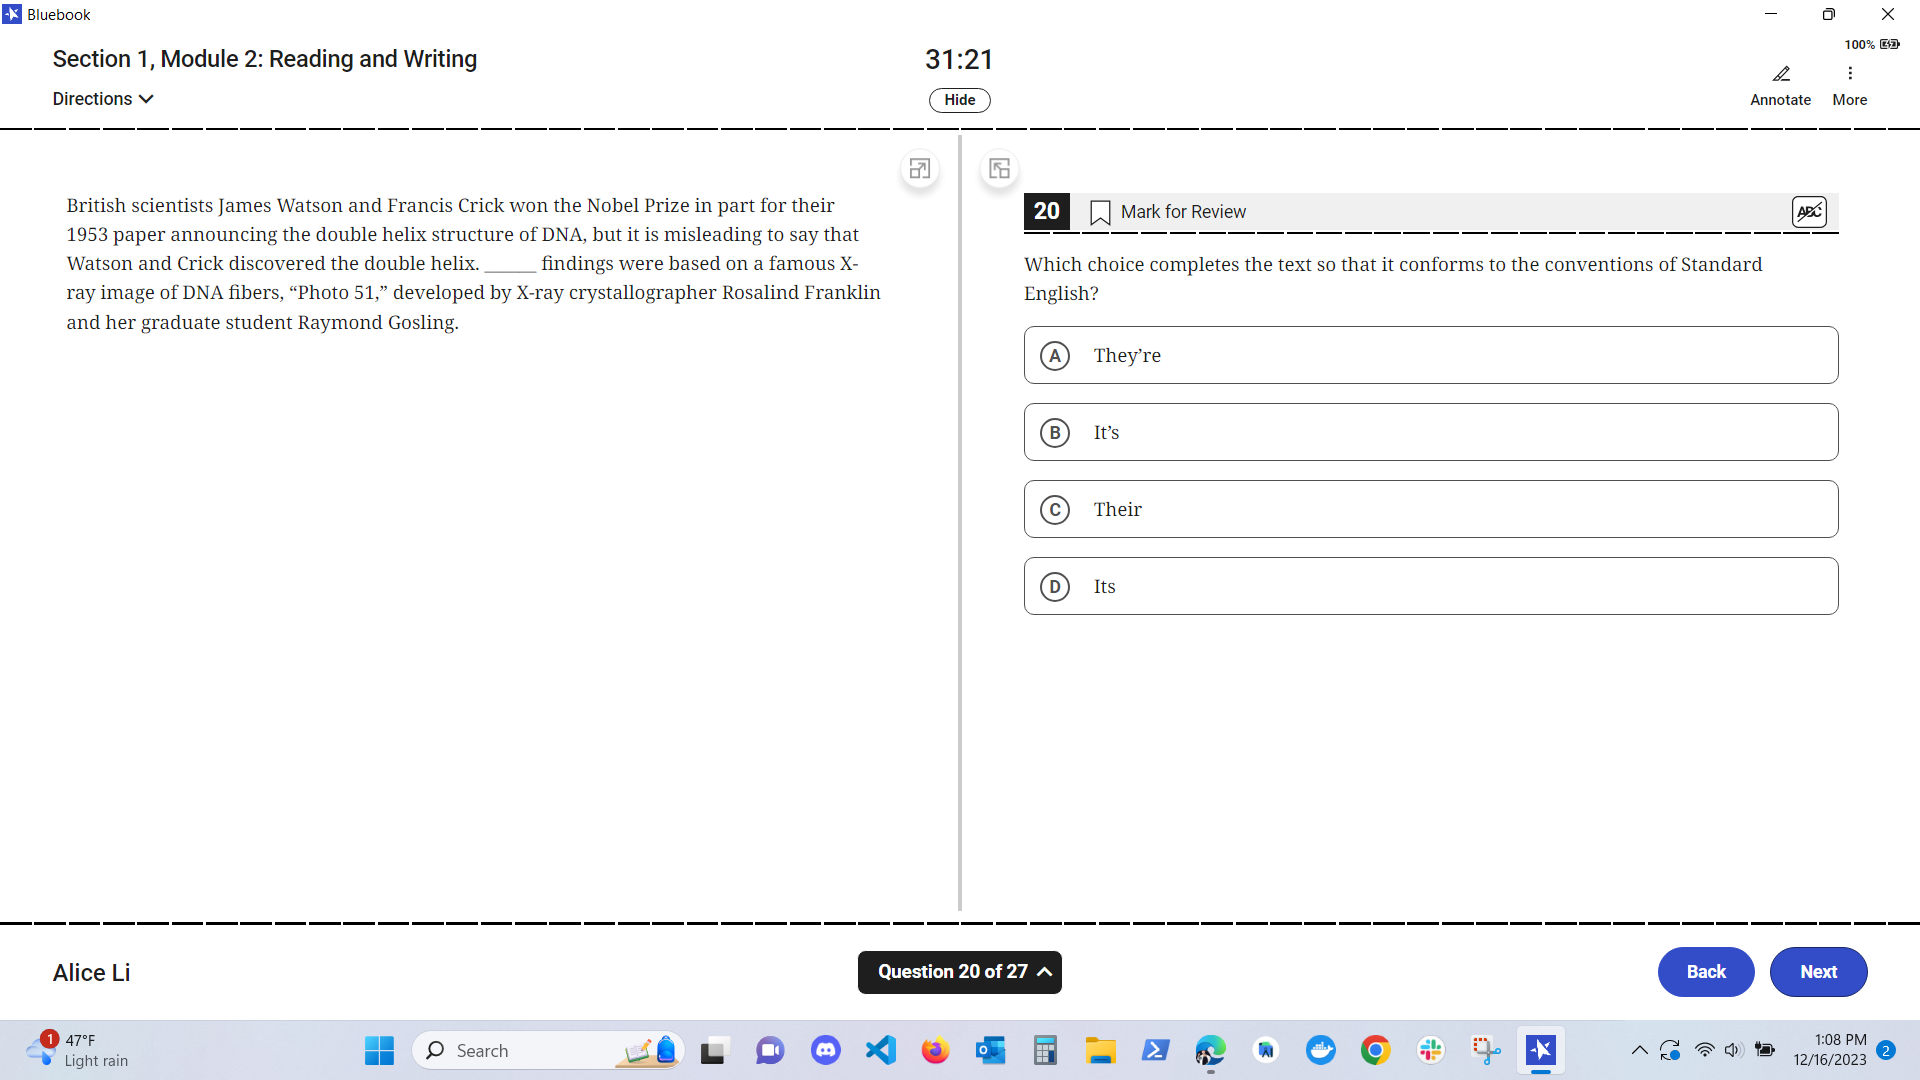 Bluebook
Section 1, Module 2: Reading and Writing
31:21
100%
Directions
Hide
Annotate
More
British scientists James Watson and Francis Crick won the Nobel Prize in part for their
1953 paper announcing the double helix structure of DNA, but it is misleading to say that
Watson and Crick discovered the double helix. ______ findings were based on a famous X-
ray image of DNA fibers, “Photo 51,” developed by X-ray crystallographer Rosalind Franklin
and her graduate student Raymond Gosling.
20
Mark for Review
ABC
Which choice completes the text so that it conforms to the conventions of Standard
English?
A They’re
B It’s
C Their
D Its
Alice Li
Question 20 of 27
Back
Next
1
47°F
Light rain
Search
1:08 PM
12/16/2023
2